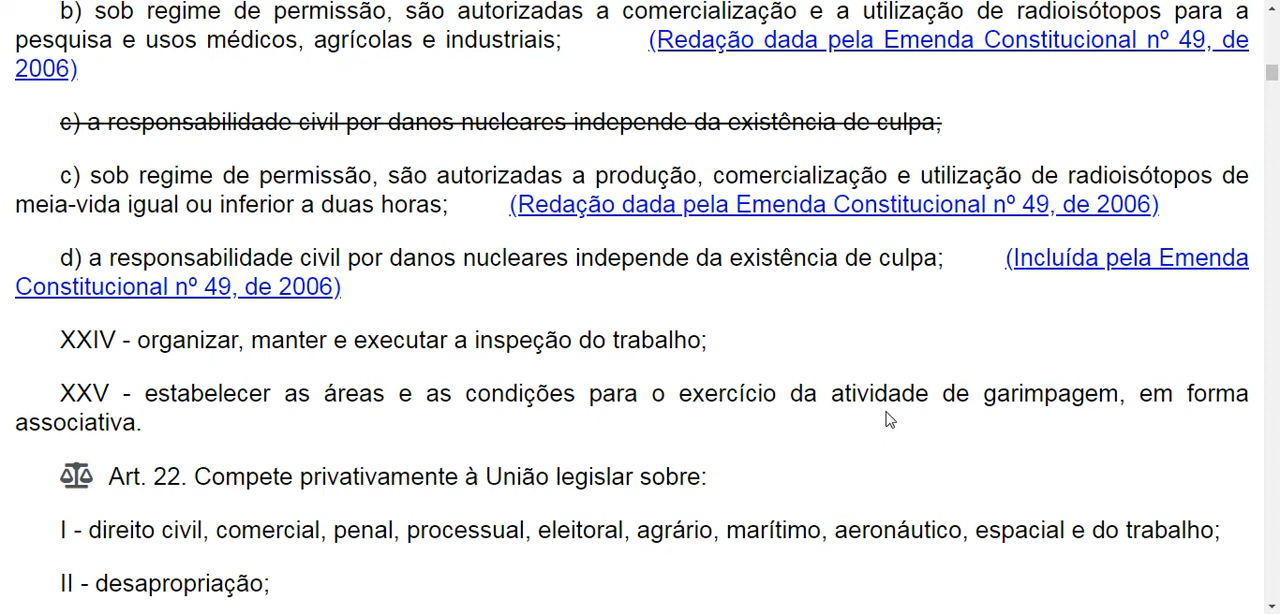 b) sob regime de permissão, são autorizadas a comercialização e a utilização de radioisótopos para a
pesquisa e usos médicos, agrícolas e industriais; (Redação dada pela Emenda Constitucional nº 49, de
2006)
c) a responsabilidade civil por danos nucleares independe da existência de culpa;
c) sob regime de permissão, são autorizadas a produção, comercialização e utilização de radioisótopos de
meia-vida igual ou inferior a duas horas; (Redação dada pela Emenda Constitucional nº 49, de 2006)
d) a responsabilidade civil por danos nucleares independe da existência de culpa; (Incluída pela Emenda
Constitucional nº 49, de 2006)
XXIV - organizar, manter e executar a inspeção do trabalho;
XXV - estabelecer as áreas e as condições para o exercício da atividade de garimpagem, em forma
associativa.
Art. 22. Compete privativamente à União legislar sobre:
I - direito civil, comercial, penal, processual, eleitoral, agrário, marítimo, aeronáutico, espacial e do trabalho;
II - desapropriação;